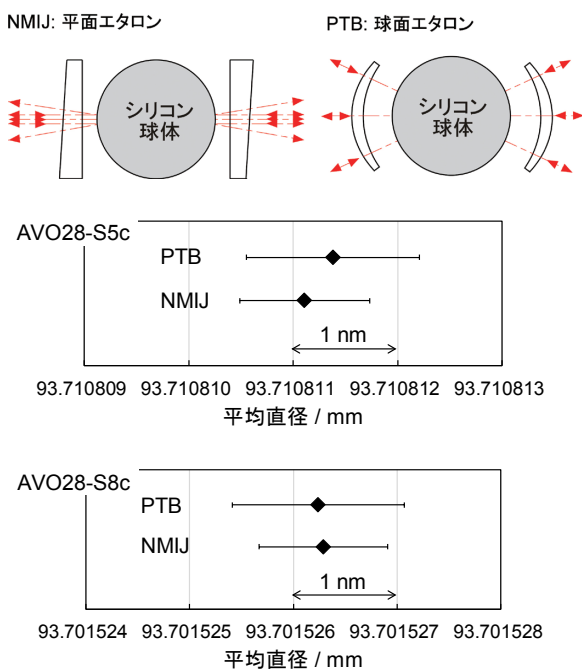 NMIJ: 平面エタロン
PTB: 球面エタロン
シリコン
球体
シリコン
球体
AVO28-S5c
PTB
NMIJ
1 nm
93.710809 93.710810 93.710811 93.710812 93.710813
平均直径 / mm
AVO28-S8c
PTB
NMIJ
1 nm
93.701524 93.701525 93.701526 93.701527 93.701528
平均直径 / mm